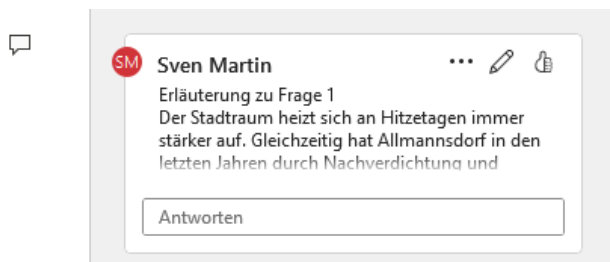 SM
Sven Martin
Erläuterung zu Frage 1
Der Stadtraum heizt sich an Hitzetagen immer
stärker auf. Gleichzeitig hat Allmannsdorf in den
letzten Jahren durch Nachverdichtung und
Antworten